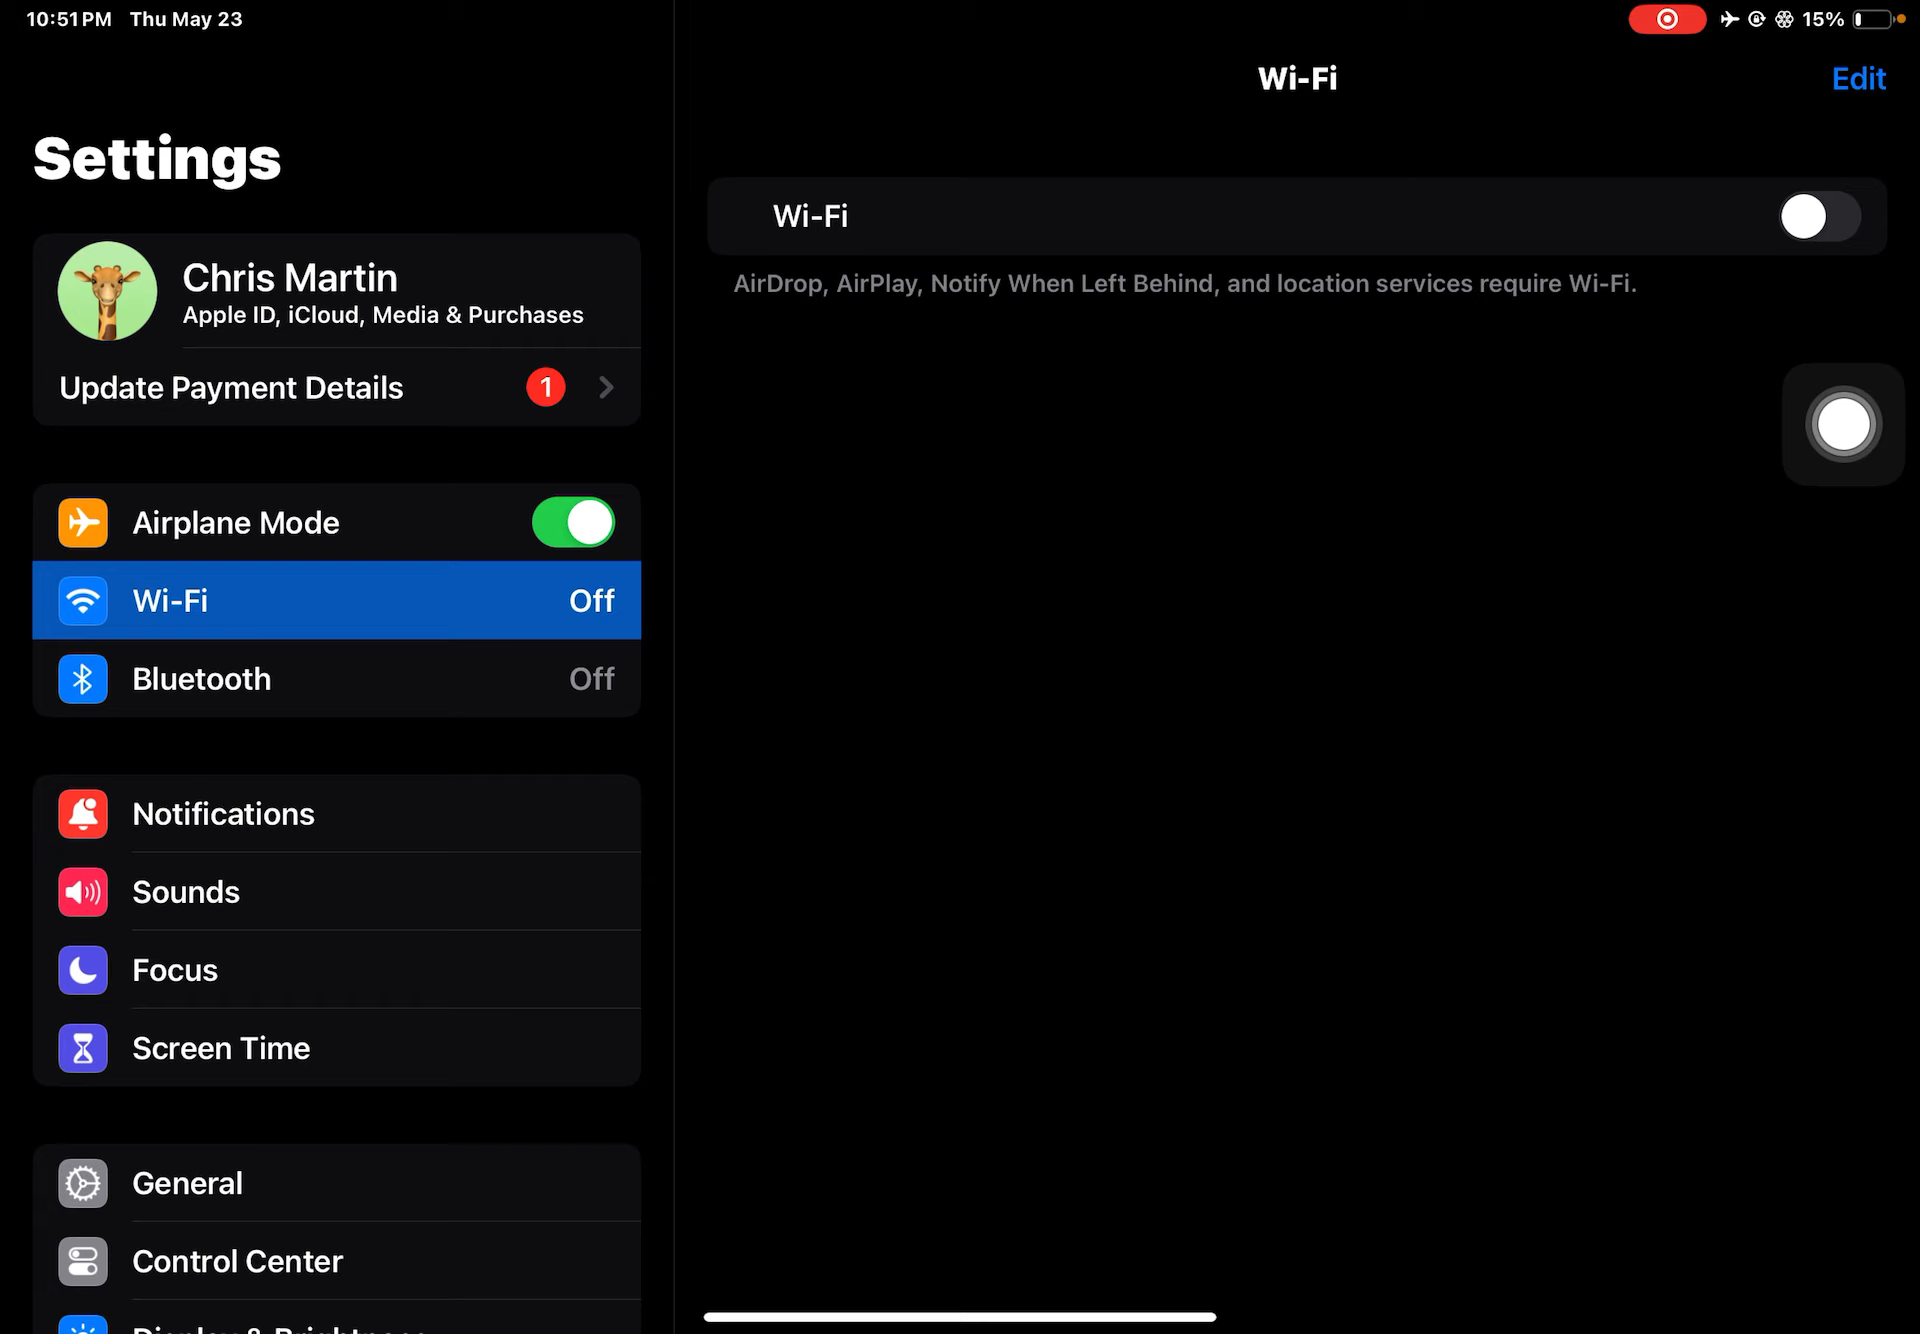 10:51 PM Thu May 23
15%
Settings
Chris Martin
Apple ID, iCloud, Media & Purchases
Update Payment Details 1
Airplane Mode
Wi-Fi Off
Bluetooth Off
Notifications
Sounds
Focus
Screen Time
General
Control Center
Display & Brightness
Wi-Fi
Edit
Wi-Fi
AirDrop, AirPlay, Notify When Left Behind, and location services require Wi-Fi.